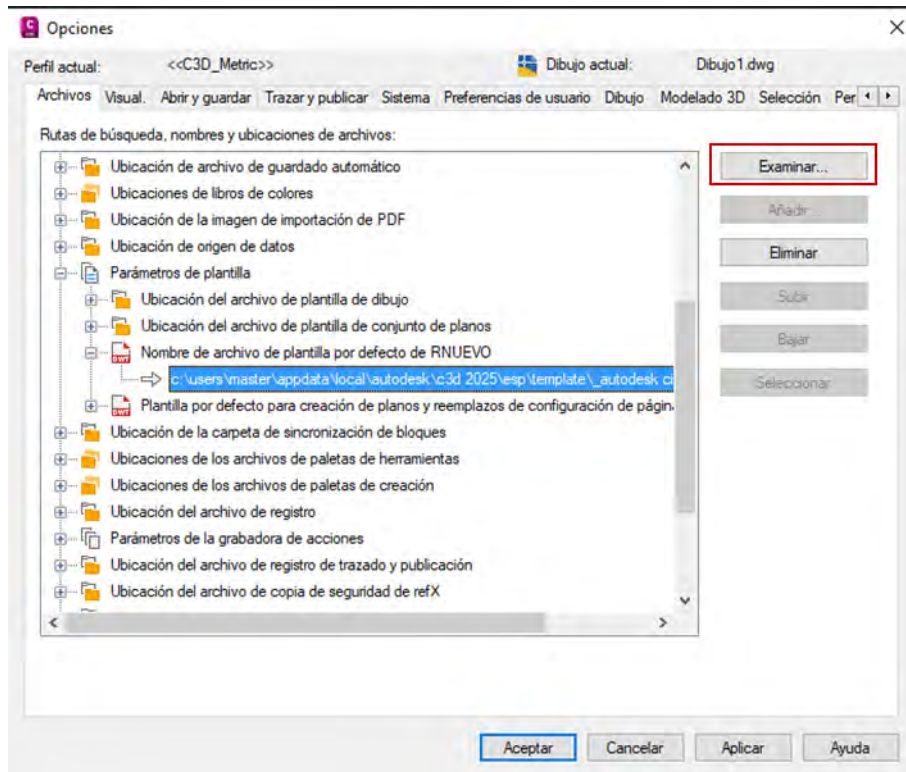 Opciones
Perfil actual: <<C3D_Metric>> Dibujo actual: Dibujo1.dwg
Archivos Visual. Abrir y guardar Trazar y publicar Sistema Preferencias de usuario Dibujo Modelado 3D Selección Per
Rutas de búsqueda, nombres y ubicaciones de archivos:
Ubicación de archivo de guardado automático
Ubicaciones de libros de colores
Ubicación de la imagen de importación de PDF
Ubicación de origen de datos
Parámetros de plantilla
Ubicación del archivo de plantilla de dibujo
Ubicación del archivo de plantilla de conjunto de planos
Nombre de archivo de plantilla por defecto de RNUEVO
c:\users\master\appdata\local\autodesk\c3d 2025\esp\template\_autodesk ci
Plantilla por defecto para creación de planos y reemplazos de configuración de págin
Ubicación de la carpeta de sincronización de bloques
Ubicaciones de los archivos de paletas de herramientas
Ubicaciones de los archivos de paletas de creación
Ubicación del archivo de registro
Parámetros de la grabadora de acciones
Ubicación del archivo de registro de trazado y publicación
Ubicación del archivo de copia de seguridad de refX
Examinar...
Añadir...
Eliminar
Subir
Bajar
Seleccionar
Aceptar Cancelar Aplicar Ayuda